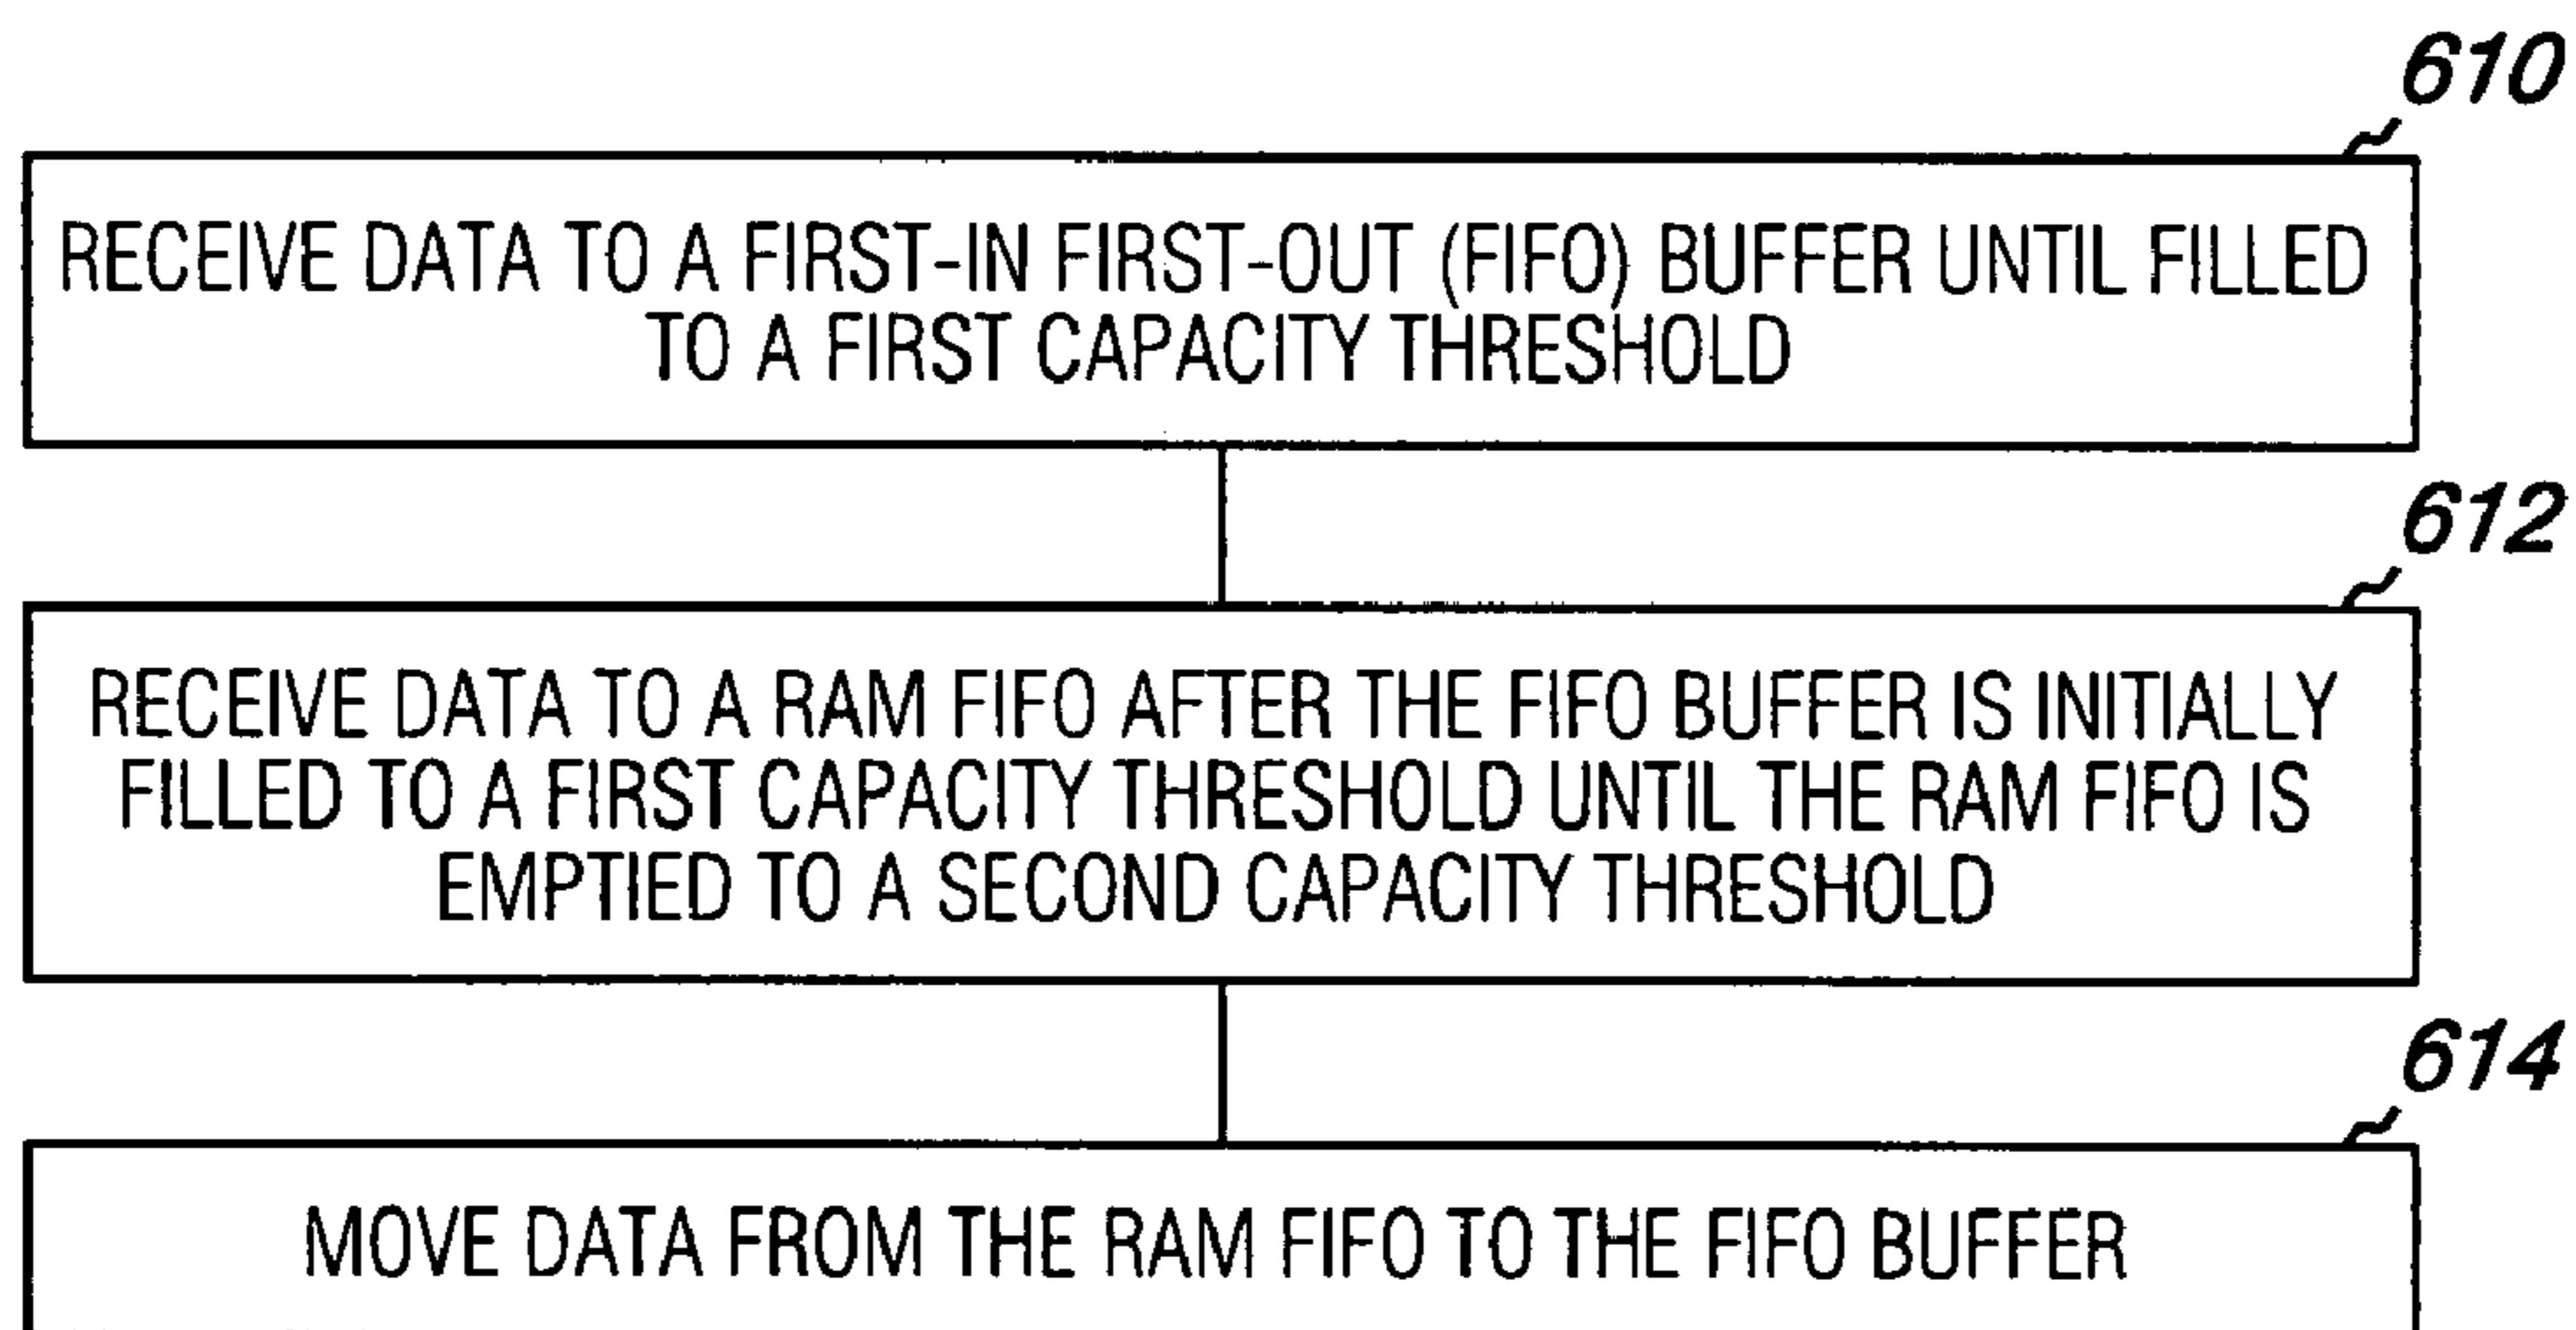 610
RECEIVE DATA TO A FIRST-IN FIRST-OUT (FIFO) BUFFER UNTIL FILLED
TO A FIRST CAPACITY THRESHOLD
612
RECEIVE DATA TO A RAM FIFO AFTER THE FIFO BUFFER IS INITIALLY
FILLED TO A FIRST CAPACITY THRESHOLD UNTIL THE RAM FIFO IS
EMPTIED TO A SECOND CAPACITY THRESHOLD
614
MOVE DATA FROM THE RAM FIFO TO THE FIFO BUFFER